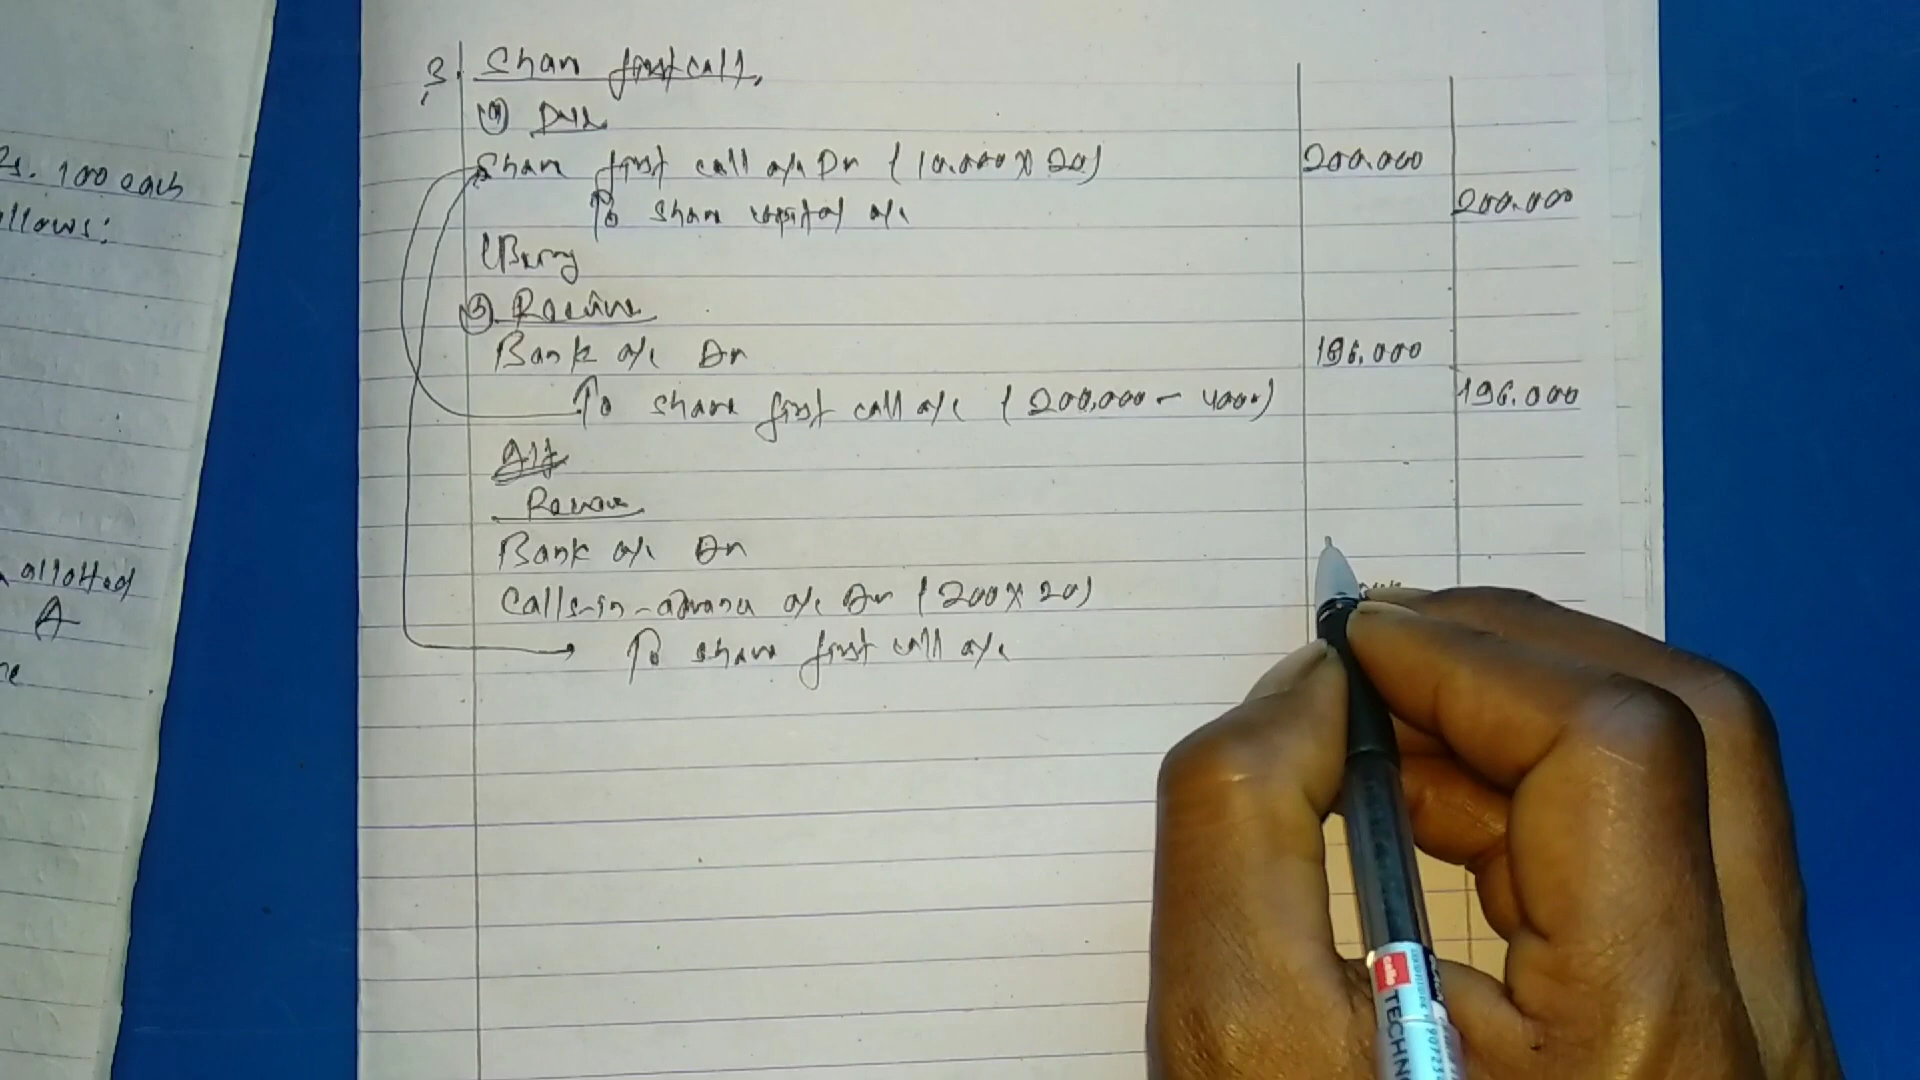 Rs. 100 each
llows:
allotted
A
3. Share first call,
(a) Due
Share first call a/c Dr (10,000 x 20) 200,000
To share capital a/c 200,000
(Being
(b) Receive
Bank a/c Dr 196,000
To share first call a/c (200,000 - 4000) 196,000
Receive
Bank a/c Dr
Calls-in-advance a/c Dr (200 x 20)
To share first call a/c
cello
TECHN